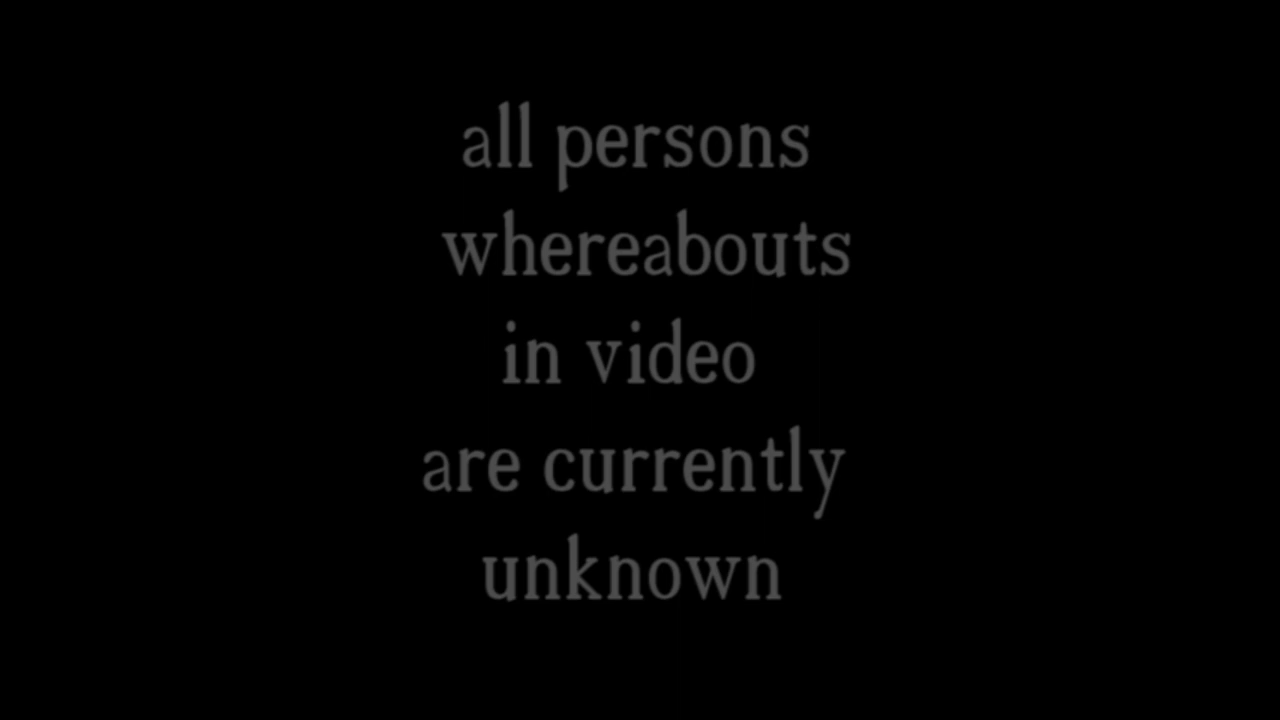 all persons
whereabouts
in video
are currently
unknown